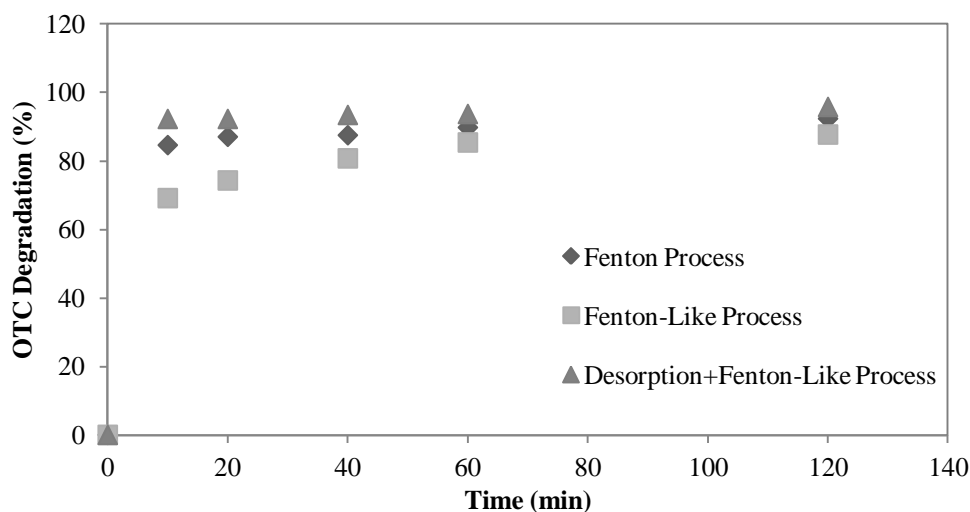 120
100
80
60
40
20
0
OTC Degradation (%)
Fenton Process
Fenton-Like Process
Desorption+Fenton-Like Process
0 20 40 60 80 100 120 140
Time (min)